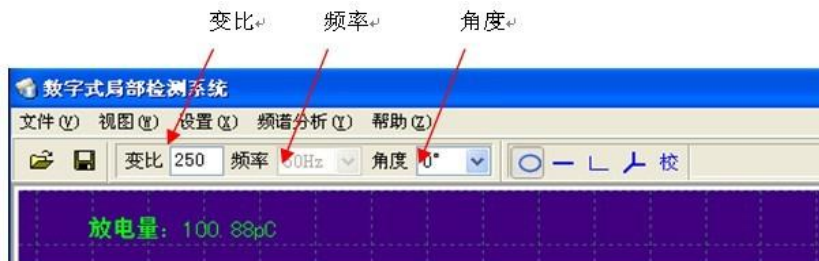 变比 频率 角度
数字式局部检测系统
文件(V) 视图(W) 设置(X) 频谱分析(Y) 帮助(Z)
变比 250 频率 50Hz 角度 0° 校
放电量：100.88pC